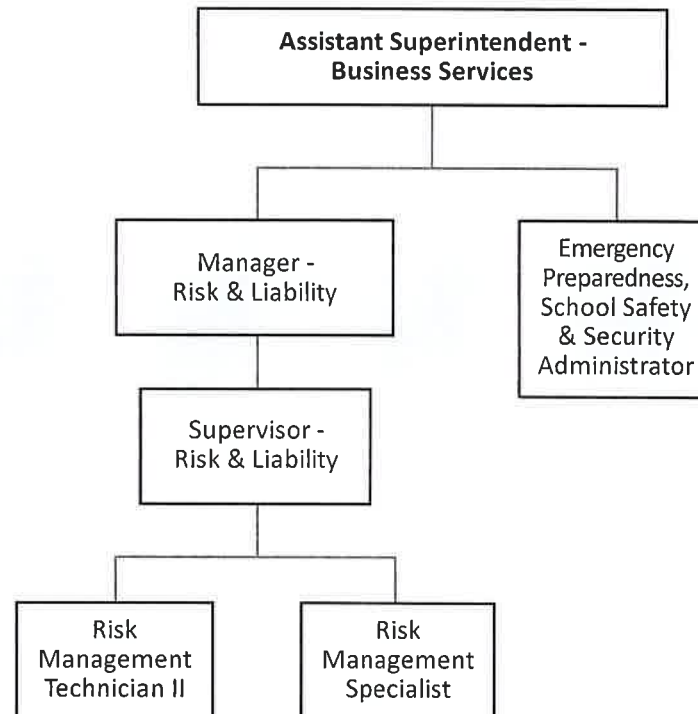 Assistant Superintendent -
Business Services
Manager -
Risk & Liability
Emergency
Preparedness,
School Safety
& Security
Administrator
Supervisor -
Risk & Liability
Risk
Management
Technician II
Risk
Management
Specialist